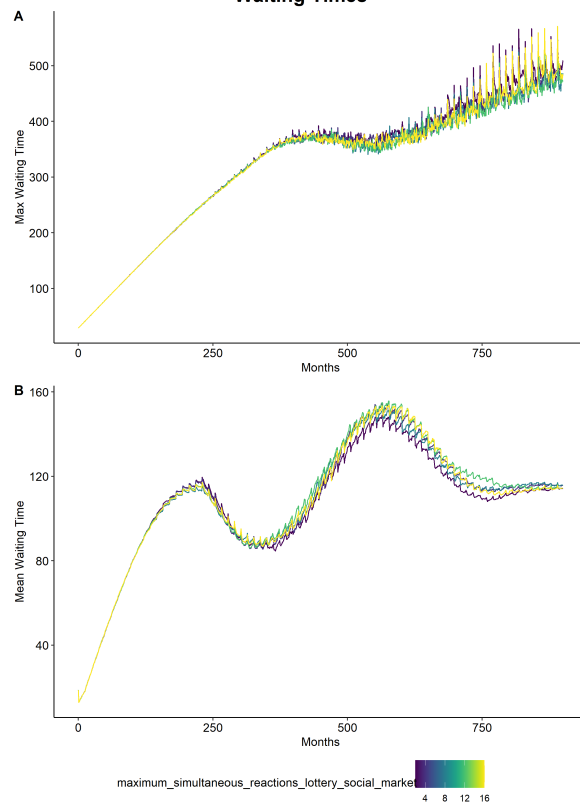 Waiting Times
A
500
400
300
200
100
Max Waiting Time
0 250 500 750
Months
B
160
120
80
40
Mean Waiting Time
0 250 500 750
Months
maximum_simultaneous_reactions_lottery_social_market
4 8 12 16